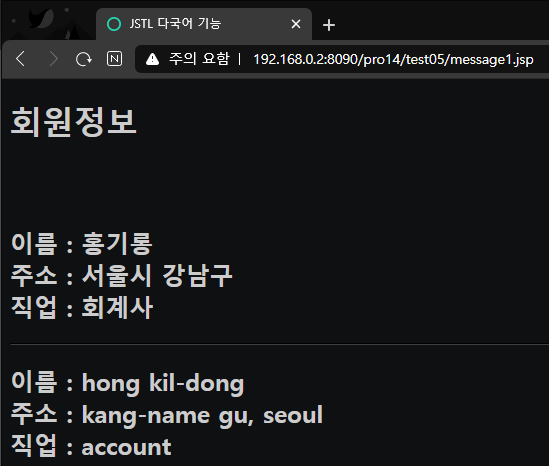 JSTL 다국어 기능
N 주의 요함 | 192.168.0.2:8090/pro14/test05/message1.jsp
회원정보
이름 : 홍기롱
주소 : 서울시 강남구
직업 : 회계사
이름 : hong kil-dong
주소 : kang-name gu, seoul
직업 : account